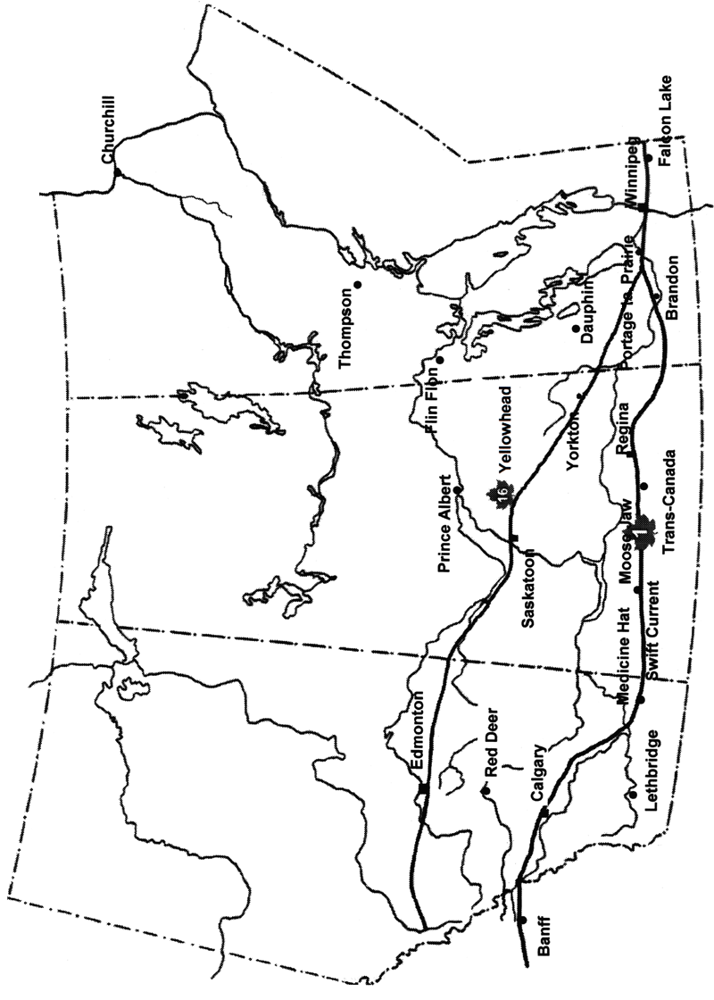 Churchill
Thompson
Flin Flon
Prince Albert
Yellowhead
16
Edmonton
Saskatoon
Yorkton
Dauphin
Red Deer
Calgary
Banff
Lethbridge
Medicine Hat
Swift Current
Moose Jaw
1
Trans-Canada
Regina
Brandon
Portage la Prairie
Winnipeg
Falcon Lake